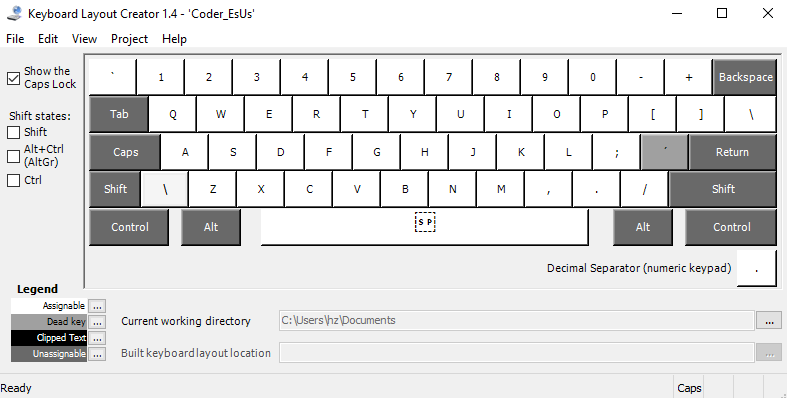 Keyboard Layout Creator 1.4 - 'Coder_EsUs'
File Edit View Project Help
Show the
Caps Lock
Shift states:
Shift
Alt+Ctrl
(AltGr)
Ctrl
` 1 2 3 4 5 6 7 8 9 0 - + Backspace
Tab Q W E R T Y U I O P [ ] \
Caps A S D F G H J K L ; ´ Return
Shift \ Z X C V B N M , . / Shift
Control Alt SP Alt Control
Decimal Separator (numeric keypad) .
Legend
Assignable ...
Dead key ...
Clipped Text ...
Unassignable ...
Current working directory C:\Users\hz\Documents ...
Built keyboard layout location ...
Ready Caps